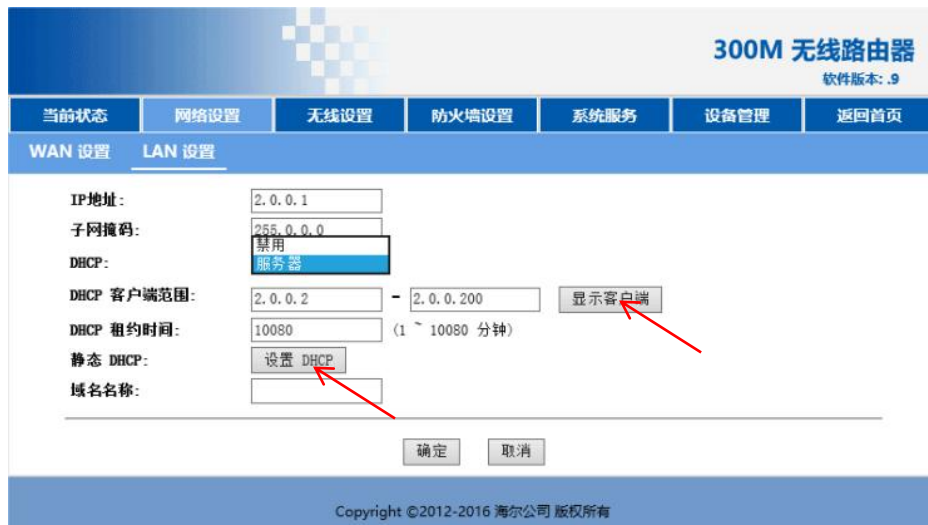 300M 无线路由器
软件版本: .9
当前状态 网络设置 无线设置 防火墙设置 系统服务 设备管理 返回首页
WAN 设置 LAN 设置
IP地址: 2.0.0.1
子网掩码: 255.0.0.0
禁用
DHCP: 服务器
DHCP 客户端范围: 2.0.0.2 - 2.0.0.200 显示客户端
DHCP 租约时间: 10080 (1 ~ 10080 分钟)
静态 DHCP: 设置 DHCP
域名名称:
确定 取消
Copyright ©2012-2016 海尔公司 版权所有